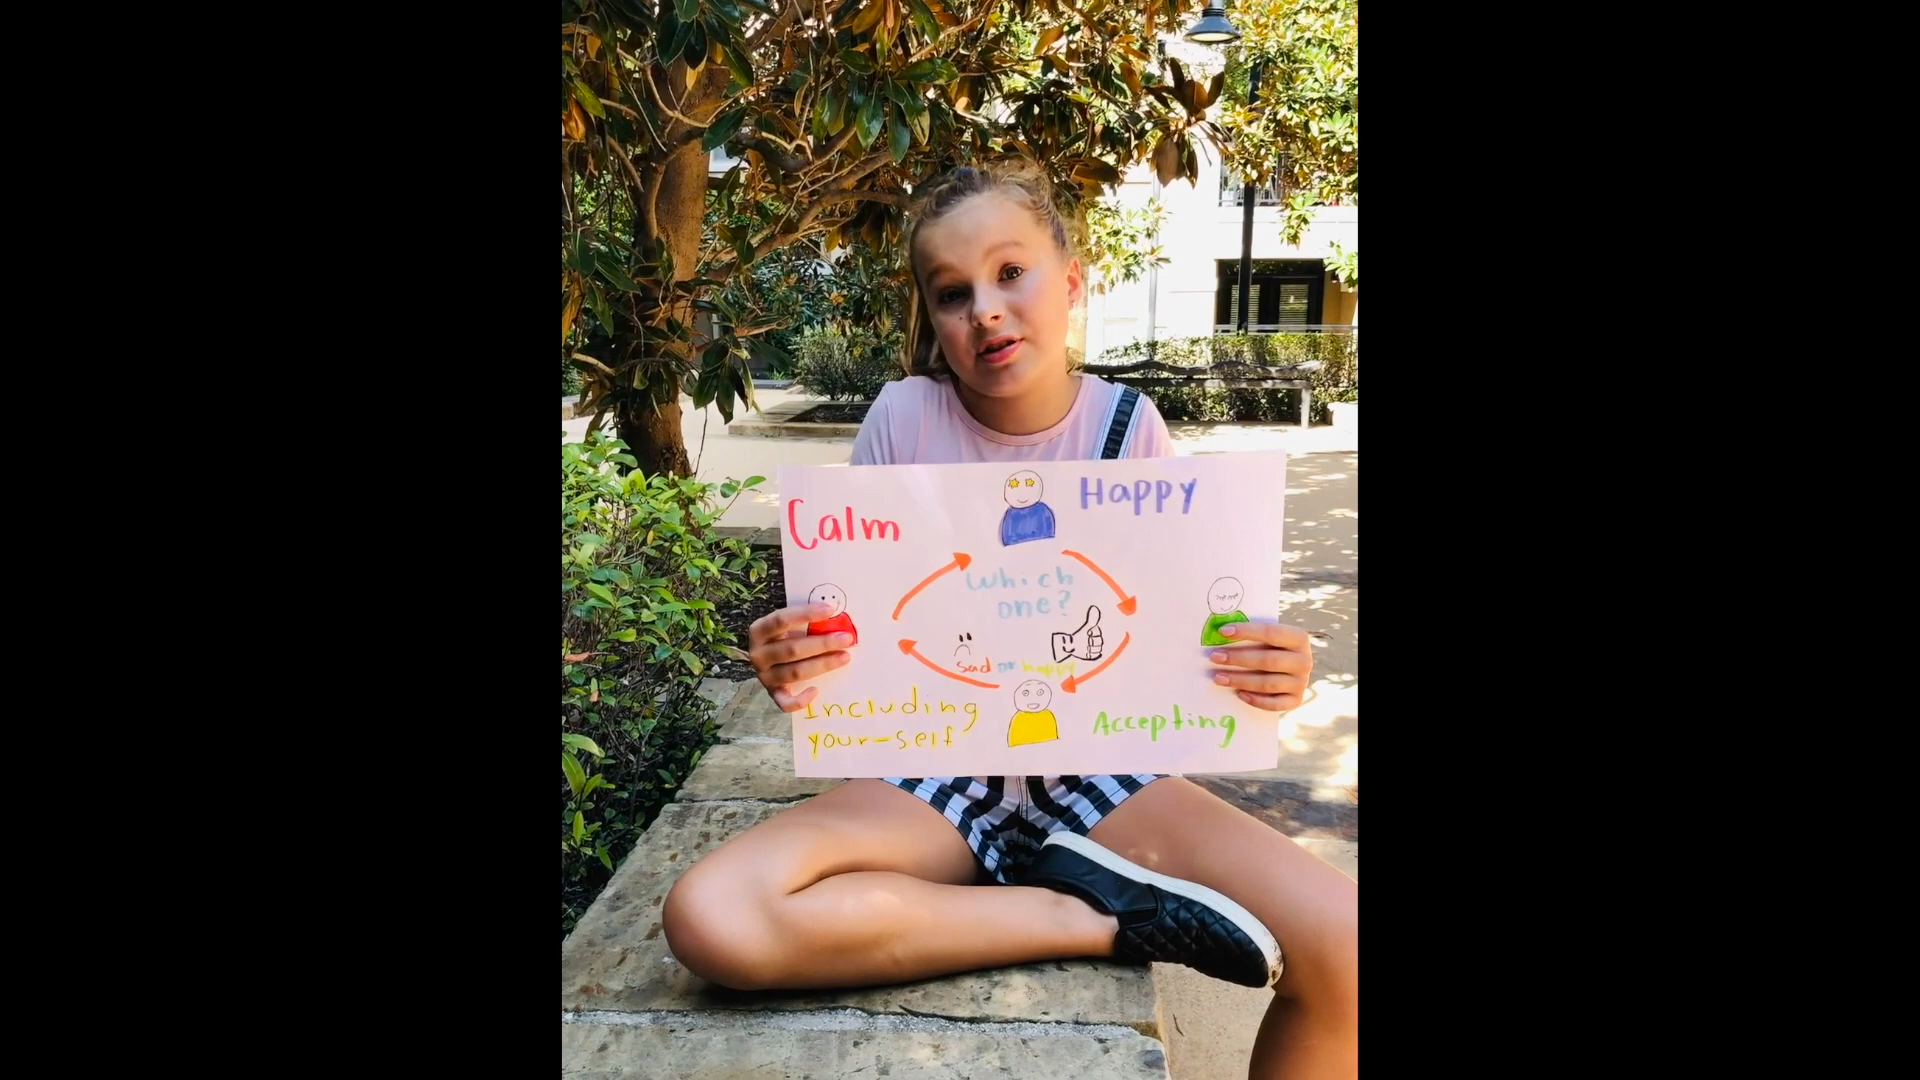 Calm
Happy
Which
one?
sad or happy
Including
your-self
Accepting